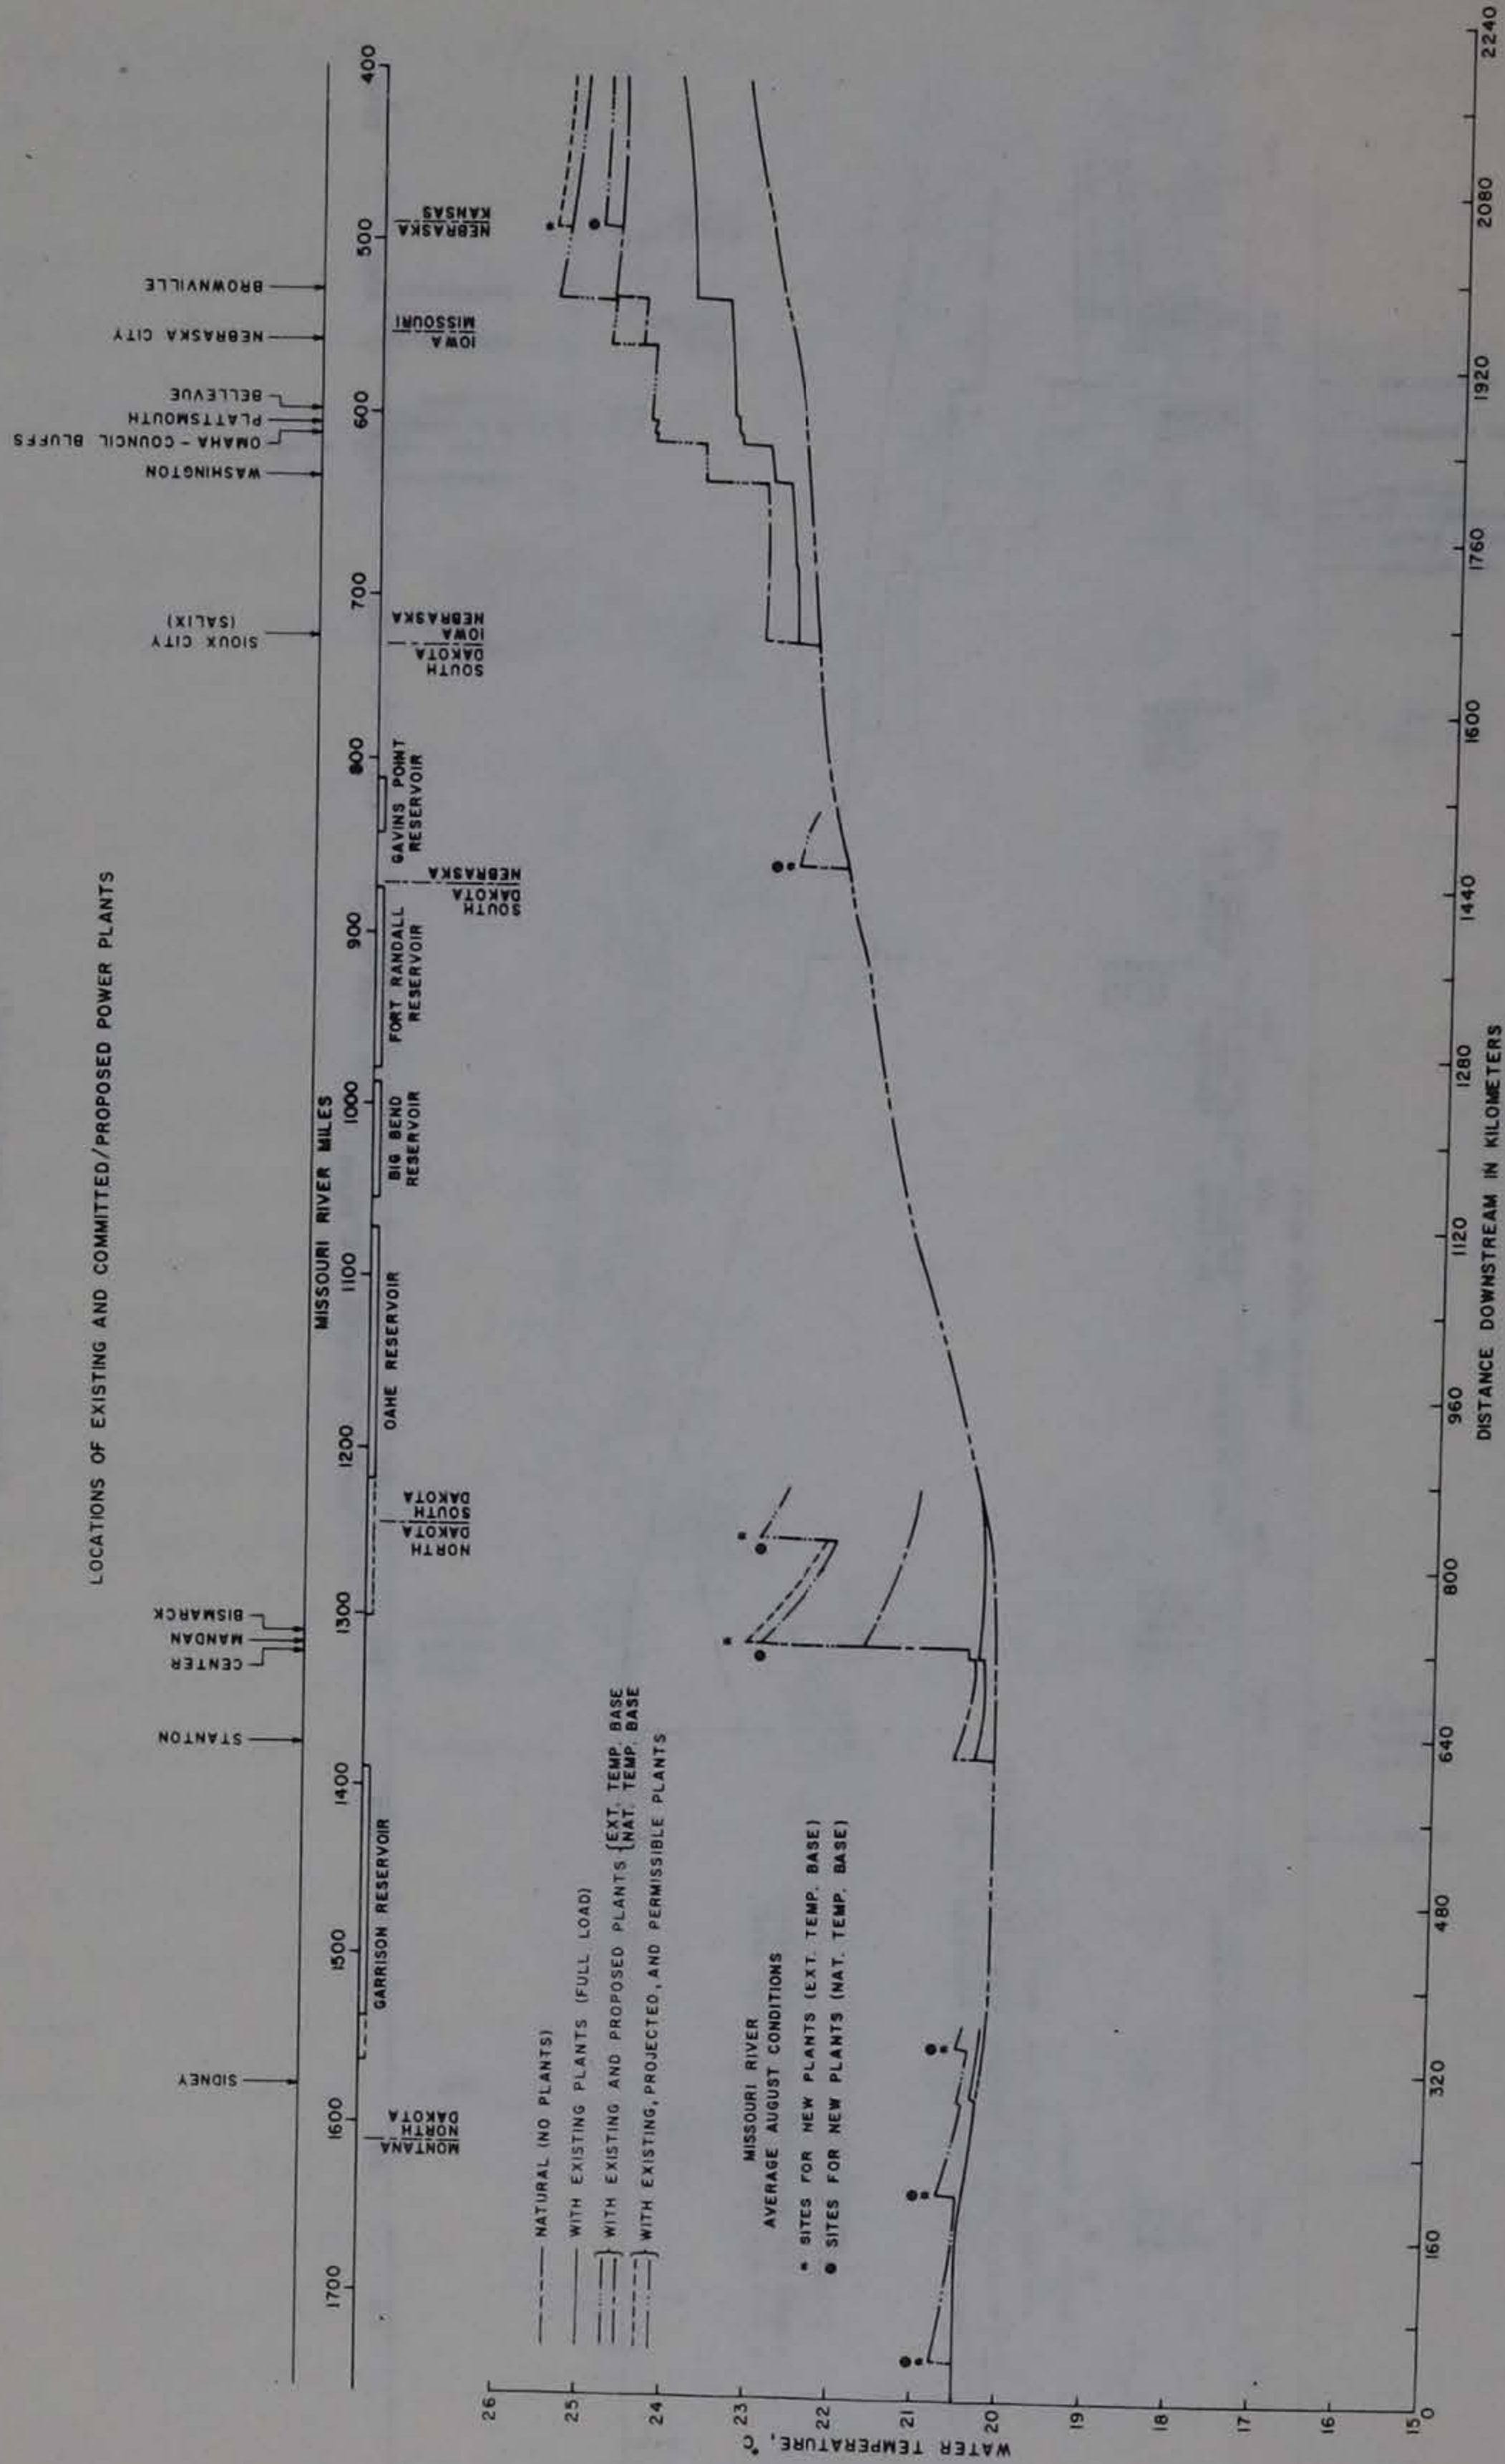 LOCATIONS OF EXISTING AND COMMITTED/PROPOSED POWER PLANTS
SIDNEY
STANTON
CENTER
MANDAN
BISMARCK
SIOUX CITY
(SALIX)
WASHINGTON
OMAHA - COUNCIL BLUFFS
PLATTSMOUTH
BELLEVUE
NEBRASKA CITY
BROWNVILLE
MISSOURI RIVER MILES
1700
1600
1500
1400
1300
1200
1100
1000
900
800
700
600
500
400
GARRISON RESERVOIR
OAHE RESERVOIR
BIG BEND
RESERVOIR
FORT RANDALL
RESERVOIR
GAVINS POINT
RESERVOIR
MONTANA
NORTH
DAKOTA
NORTH
DAKOTA
SOUTH
DAKOTA
SOUTH
DAKOTA
NEBRASKA
SOUTH
DAKOTA
IOWA
NEBRASKA
IOWA
MISSOURI
NEBRASKA
KANSAS
NATURAL (NO PLANTS)
WITH EXISTING PLANTS (FULL LOAD)
WITH EXISTING AND PROPOSED PLANTS {EXT. TEMP. BASE
{NAT. TEMP. BASE
WITH EXISTING, PROJECTED, AND PERMISSIBLE PLANTS
MISSOURI RIVER
AVERAGE AUGUST CONDITIONS
* SITES FOR NEW PLANTS (EXT. TEMP. BASE)
● SITES FOR NEW PLANTS (NAT. TEMP. BASE)
WATER TEMPERATURE, °C
26
25
24
23
22
21
20
19
18
17
16
15
0
160
320
480
640
800
960
1120
1280
1440
1600
1760
1920
2080
2240
DISTANCE DOWNSTREAM IN KILOMETERS